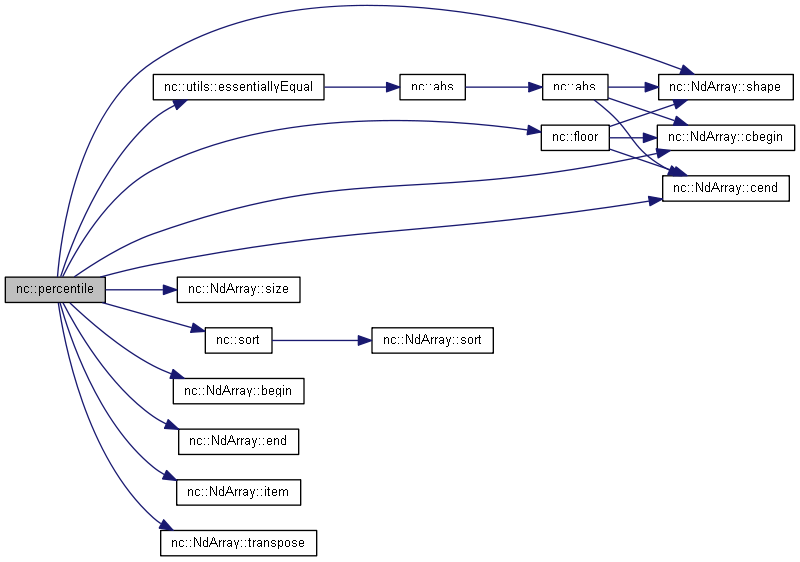 nc::utils::essentiallyEqual
nc::abs
nc::abs
nc::NdArray::shape
nc::floor
nc::NdArray::cbegin
nc::NdArray::cend
nc::percentile
nc::NdArray::size
nc::sort
nc::NdArray::sort
nc::NdArray::begin
nc::NdArray::end
nc::NdArray::item
nc::NdArray::transpose